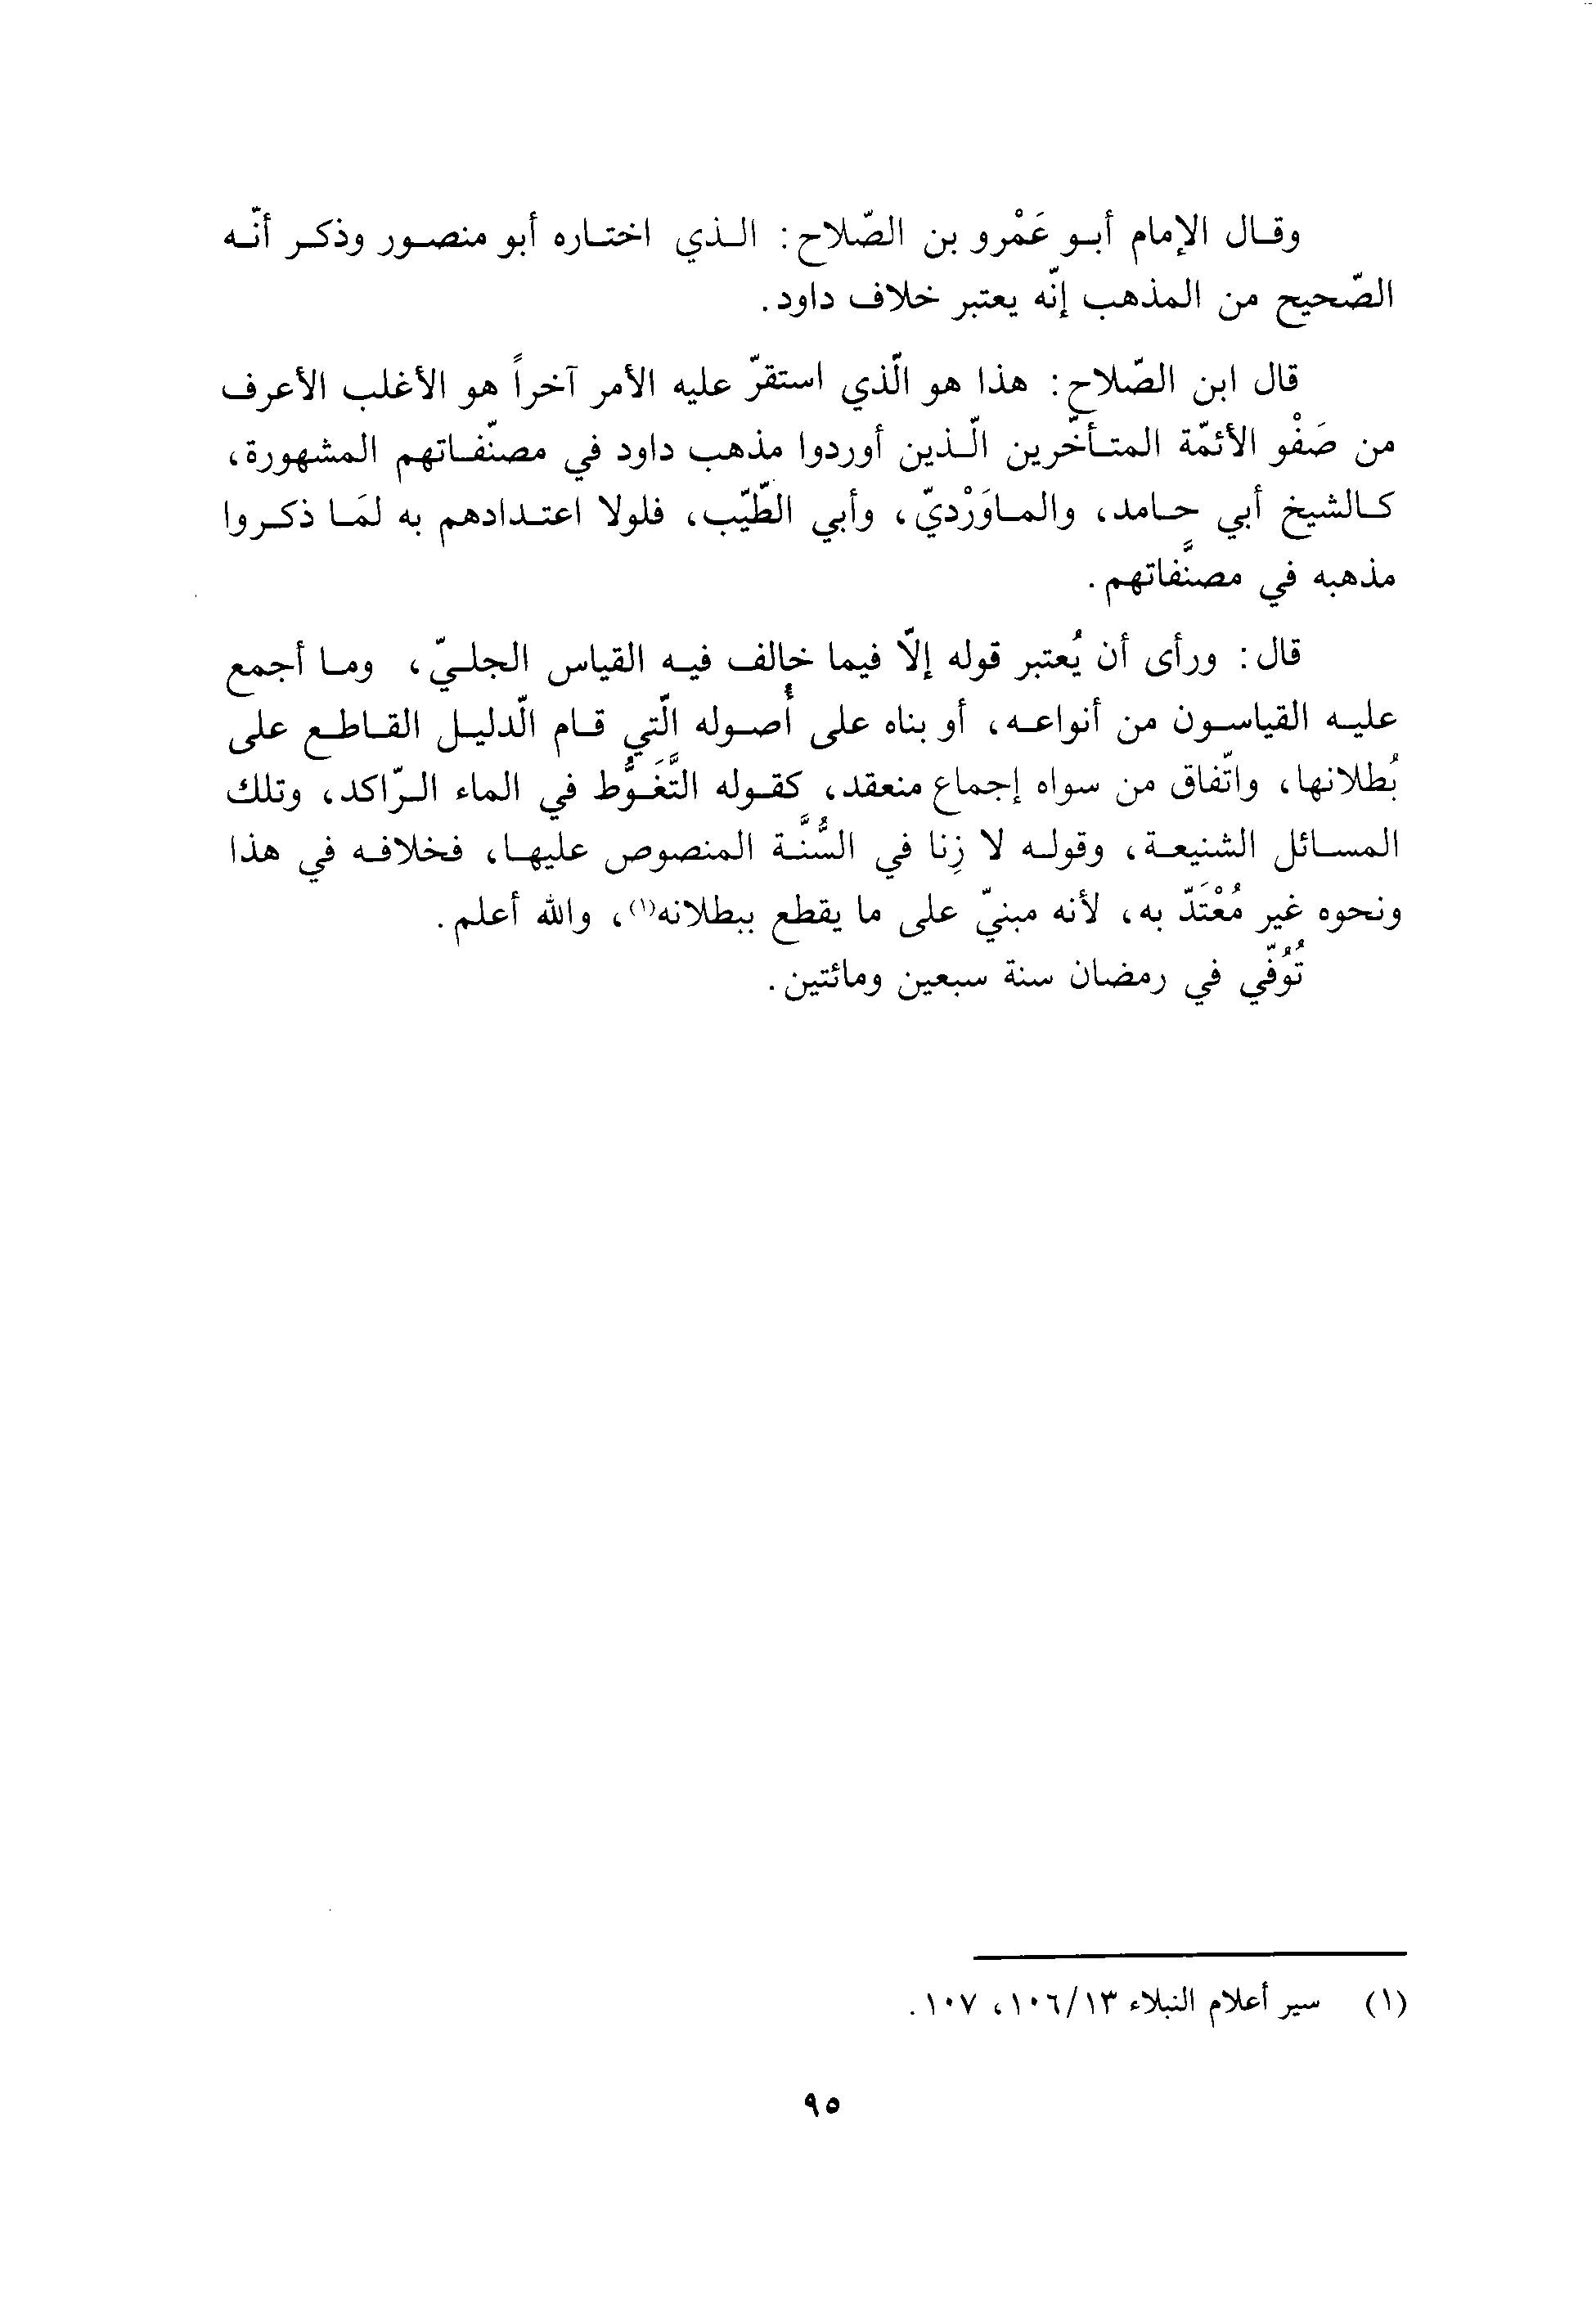 وقال الإمام أبو عَمْرو بن الصّلاح: الذي اختاره أبو منصور وذكر أنّه
الصّحيح من المذهب إنّه يعتبر خلاف داود.
قال ابن الصّلاح: هذا هو الّذي استقرّ عليه الأمر آخراً هو الأغلب الأعرف
من صَفْو الأئمّة المتأخّرين الّذين أوردوا مذهب داود في مصنّفاتهم المشهورة،
كالشيخ أبي حامد، والماوَرْديّ، وأبي الطّيّب، فلولا اعتدادهم به لمَا ذكروا
مذهبه في مصنَّفاتهم.
قال: ورأى أن يُعتبر قوله إلّا فيما خالف فيه القياس الجليّ، وما أجمع
عليه القياسون من أنواعه، أو بناه على أُصوله الّتي قام الّدليل القاطع على
بُطلانها، واتّفاق من سواه إجماع منعقد، كقوله التَّغَوُّط في الماء الرّاكد، وتلك
المسائل الشنيعة، وقوله لا زِنا في السُّنَّة المنصوص عليها، فخلافه في هذا
ونحوه غير مُعْتَدّ به، لأنه مبنيّ على ما يقطع ببطلانه(١)، والله أعلم.
تُوُفّي في رمضان سنة سبعين ومائتين.
(١) سير أعلام النبلاء ١٣/١٠٦، ١٠٧.
٩٥